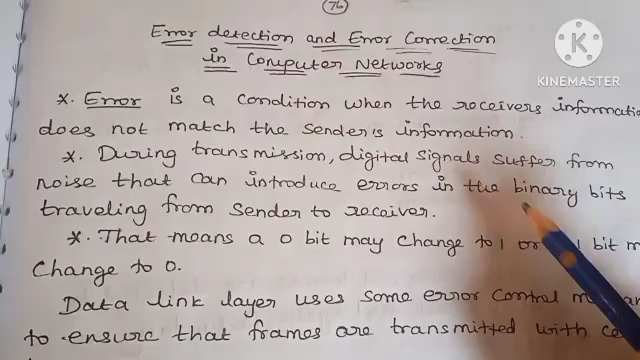 76
Error detection and Error Correction
in Computer Networks
K
KINEMASTER
*. Error is a condition when the receivers information
does not match the sender's information.
*. During transmission, digital signals suffer from
noise that can introduce errors in the binary bits
traveling from sender to receiver.
*. That means a 0 bit may change to 1 or 1 bit
change to 0.
Data link layer uses some error control
to ensure that frames are transmitted with